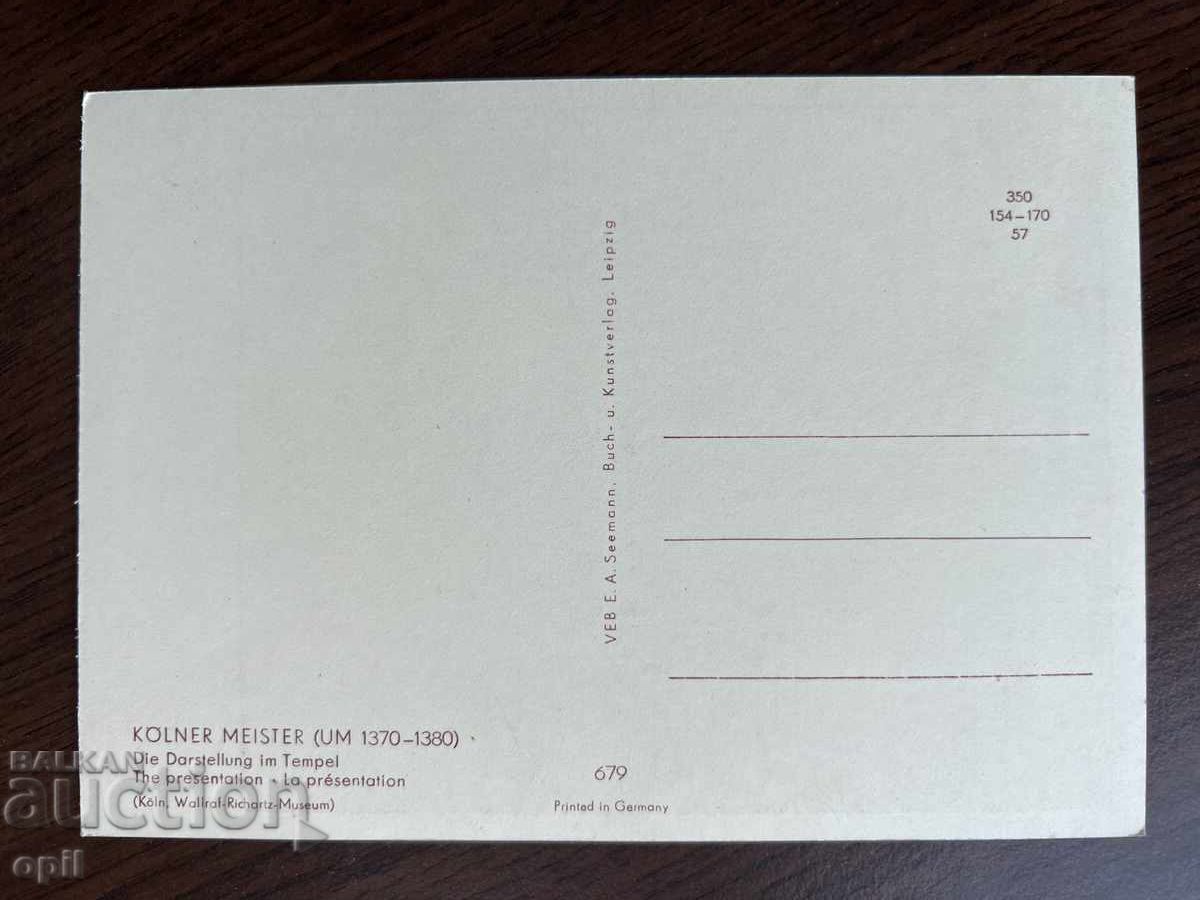 350
154–170
57
VEB E. A. Seemann, Buch- u. Kunstverlag, Leipzig
KÖLNER MEISTER (UM 1370–1380)
Die Darstellung im Tempel
The presentation · La présentation
(Köln, Wallraf-Richartz-Museum)
679
Printed in Germany
BALKAN
auction
opil